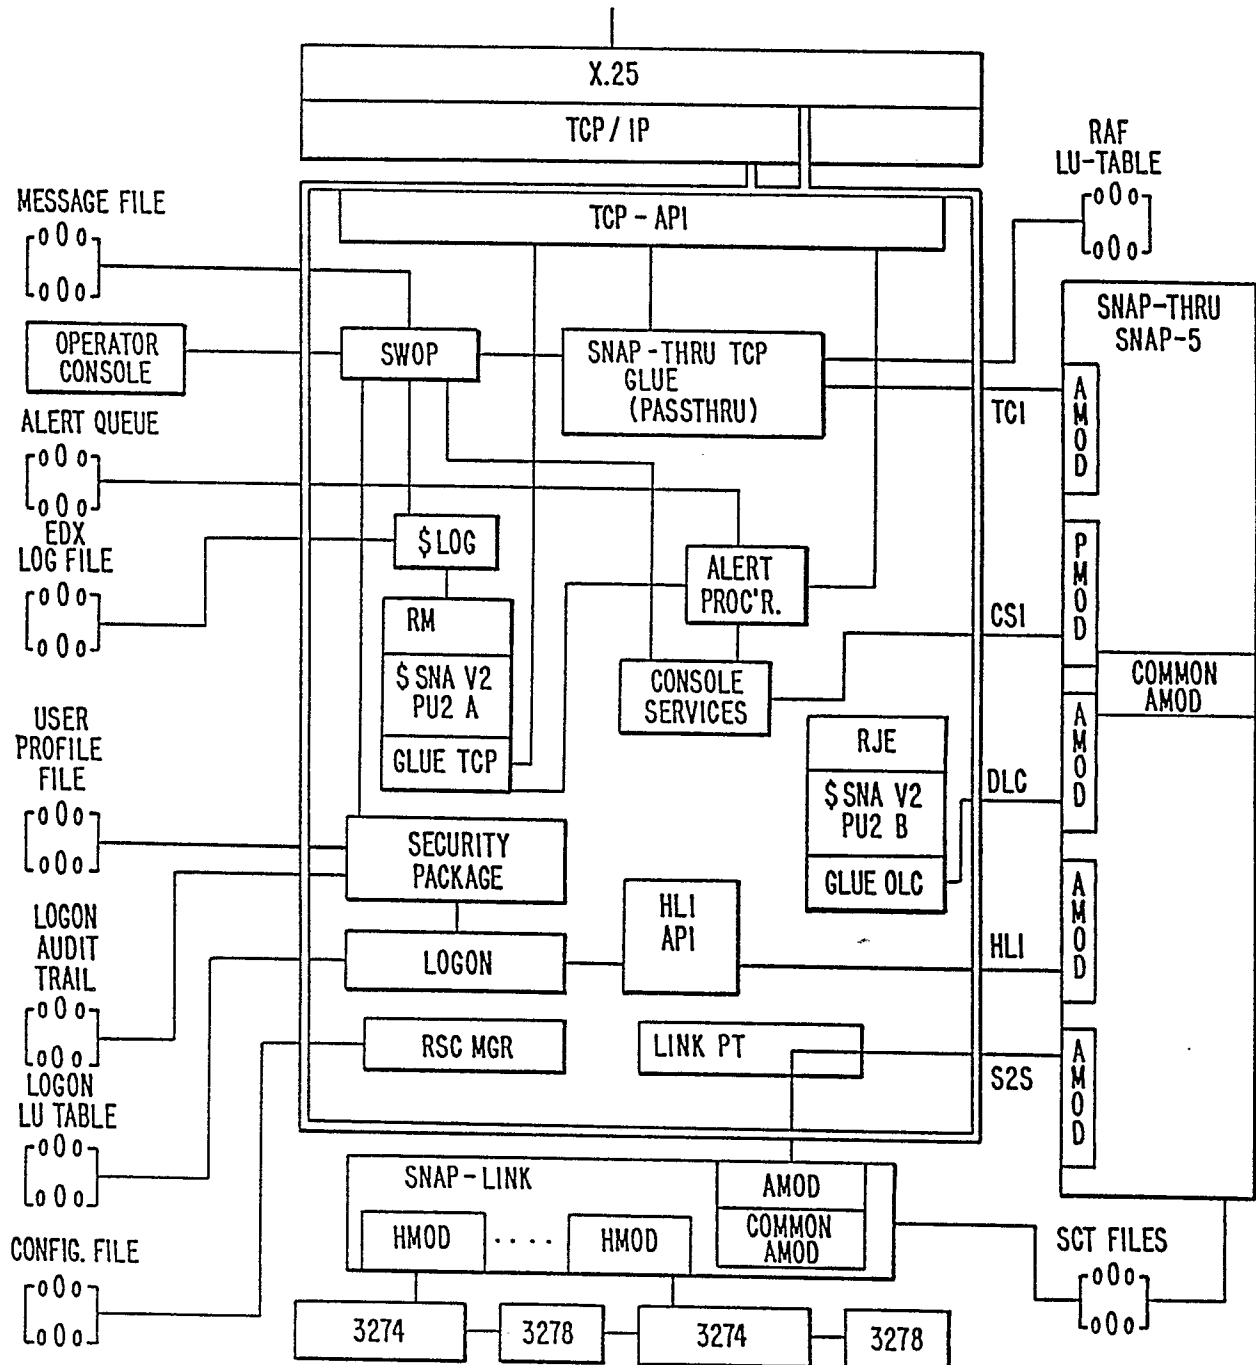 X.25
TCP / IP
RAF
LU-TABLE
MESSAGE FILE
TCP - API
SNAP-THRU
SNAP-5
OPERATOR
CONSOLE
SWOP
SNAP-THRU TCP
GLUE
(PASSTHRU)
AMOD
TCI
ALERT QUEUE
EDX
LOG FILE
$ LOG
ALERT
PROC'R.
PMOD
CSI
RM
$ SNA V2
PU2 A
GLUE TCP
CONSOLE
SERVICES
COMMON
AMOD
AMOD
USER
PROFILE
FILE
RJE
$ SNA V2
PU2 B
GLUE OLC
DLC
SECURITY
PACKAGE
HLI
API
AMOD
LOGON
AUDIT
TRAIL
LOGON
HLI
RSC MGR
LINK PT
S2S
AMOD
LOGON
LU TABLE
SNAP-LINK
AMOD
COMMON
AMOD
HMOD
. . . .
HMOD
CONFIG. FILE
SCT FILES
3274
3278
3274
3278